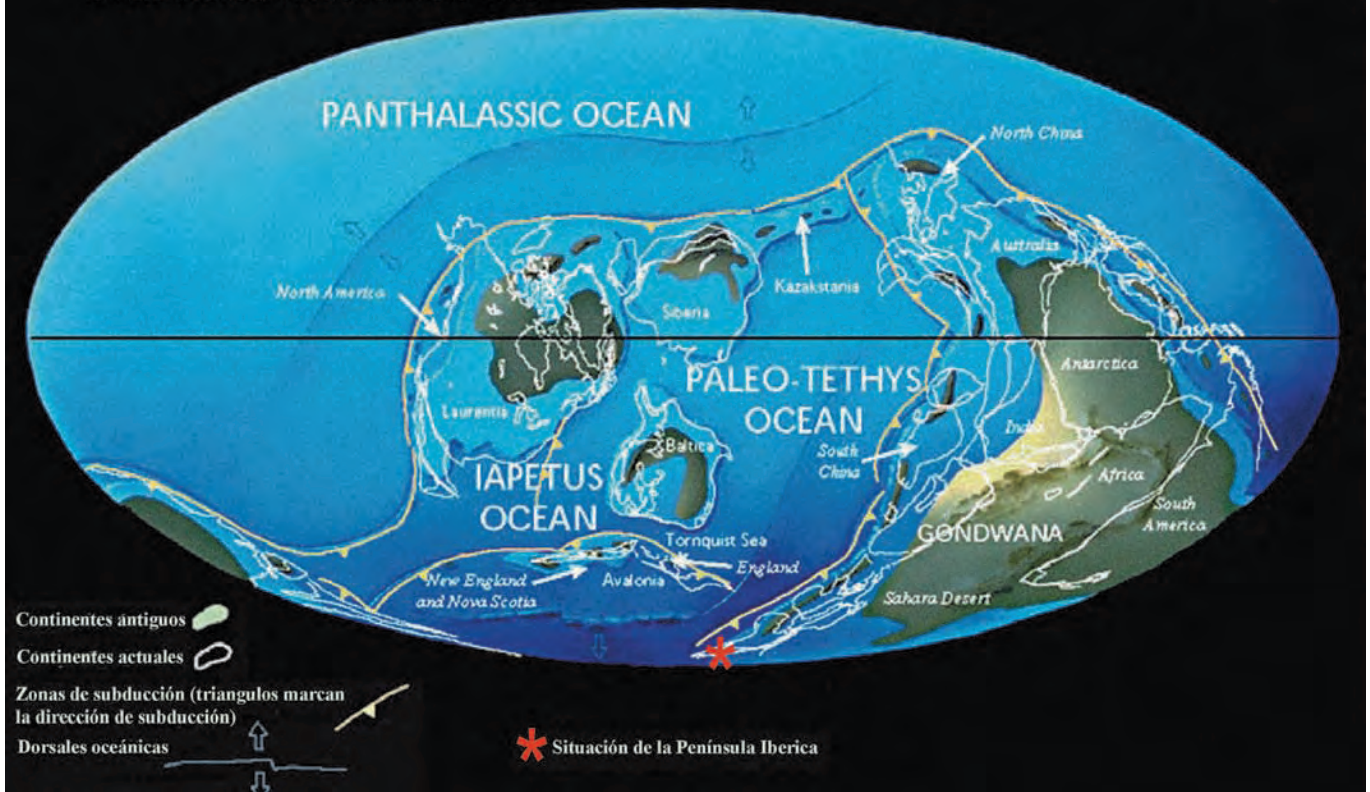 PANTHALASSIC OCEAN
North China
Australia
North America
Kazakstania
Siberia
Antarctica
PALEO-TETHYS
OCEAN
Laurentia
India
Baltica
South
China
Africa
IAPETUS
OCEAN
South
America
GONDWANA
Tornquist Sea
England
New England
and Nova Scotia
Avalonia
Sahara Desert
Continentes antiguos
Continentes actuales
Zonas de subducción (triangulos marcan
la dirección de subducción)
Dorsales oceánicas
Situación de la Península Iberica